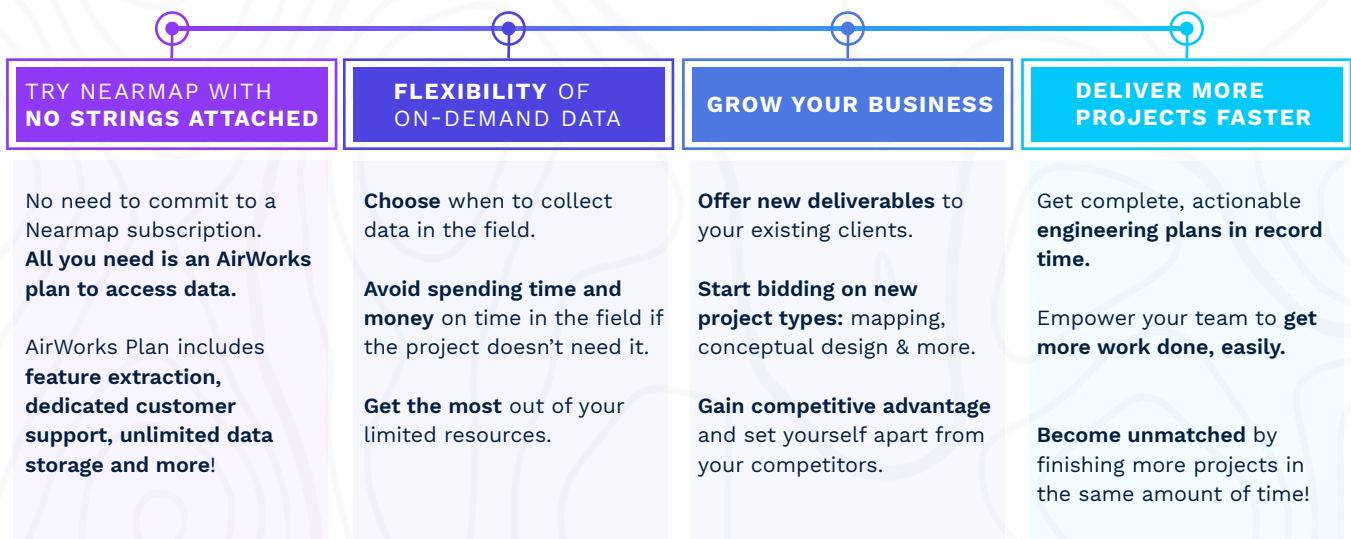 TRY NEARMAP WITH
NO STRINGS ATTACHED
No need to commit to a
Nearmap subscription.
All you need is an AirWorks
plan to access data.
AirWorks Plan includes
feature extraction,
dedicated customer
support, unlimited data
storage and more!
FLEXIBILITY OF
ON-DEMAND DATA
Choose when to collect
data in the field.
Avoid spending time and
money on time in the field if
the project doesn’t need it.
Get the most out of your
limited resources.
GROW YOUR BUSINESS
Offer new deliverables to
your existing clients.
Start bidding on new
project types: mapping,
conceptual design & more.
Gain competitive advantage
and set yourself apart from
your competitors.
DELIVER MORE
PROJECTS FASTER
Get complete, actionable
engineering plans in record
time.
Empower your team to get
more work done, easily.
Become unmatched by
finishing more projects in
the same amount of time!